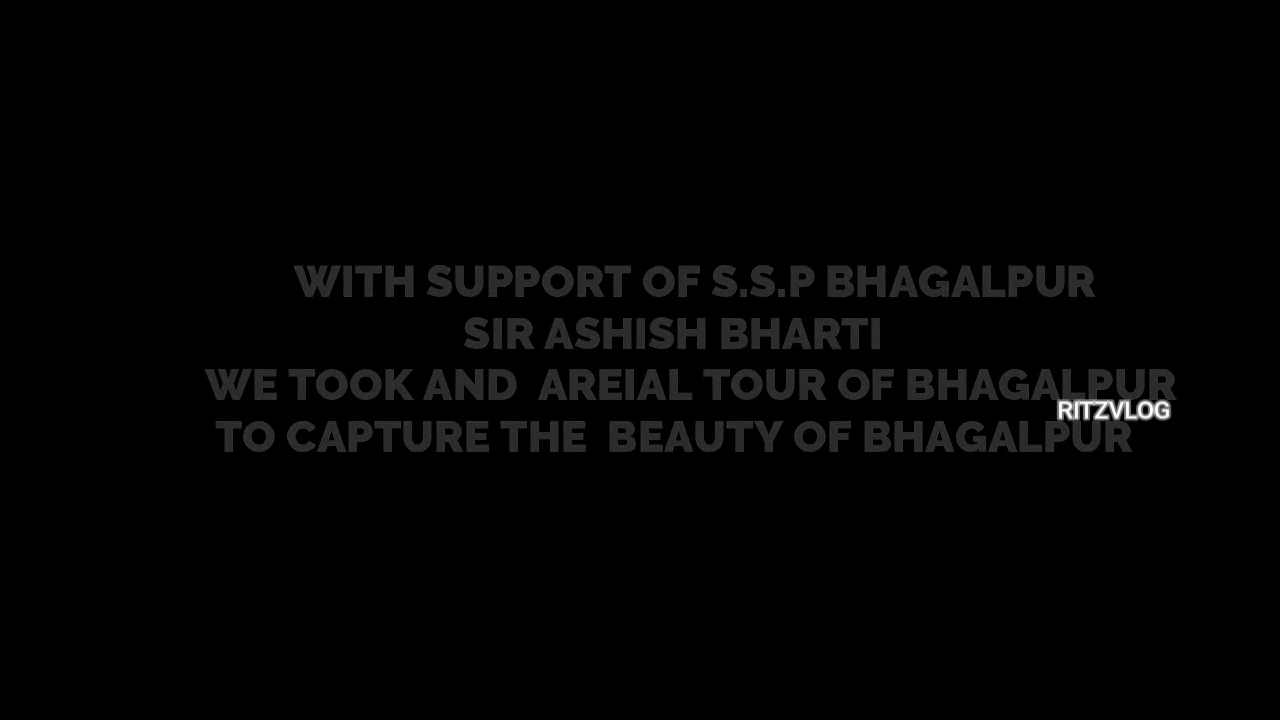 WITH SUPPORT OF S.S.P BHAGALPUR
SIR ASHISH BHARTI
WE TOOK AND  AREIAL TOUR OF BHAGALPUR
RITZVLOG
TO CAPTURE THE  BEAUTY OF BHAGALPUR